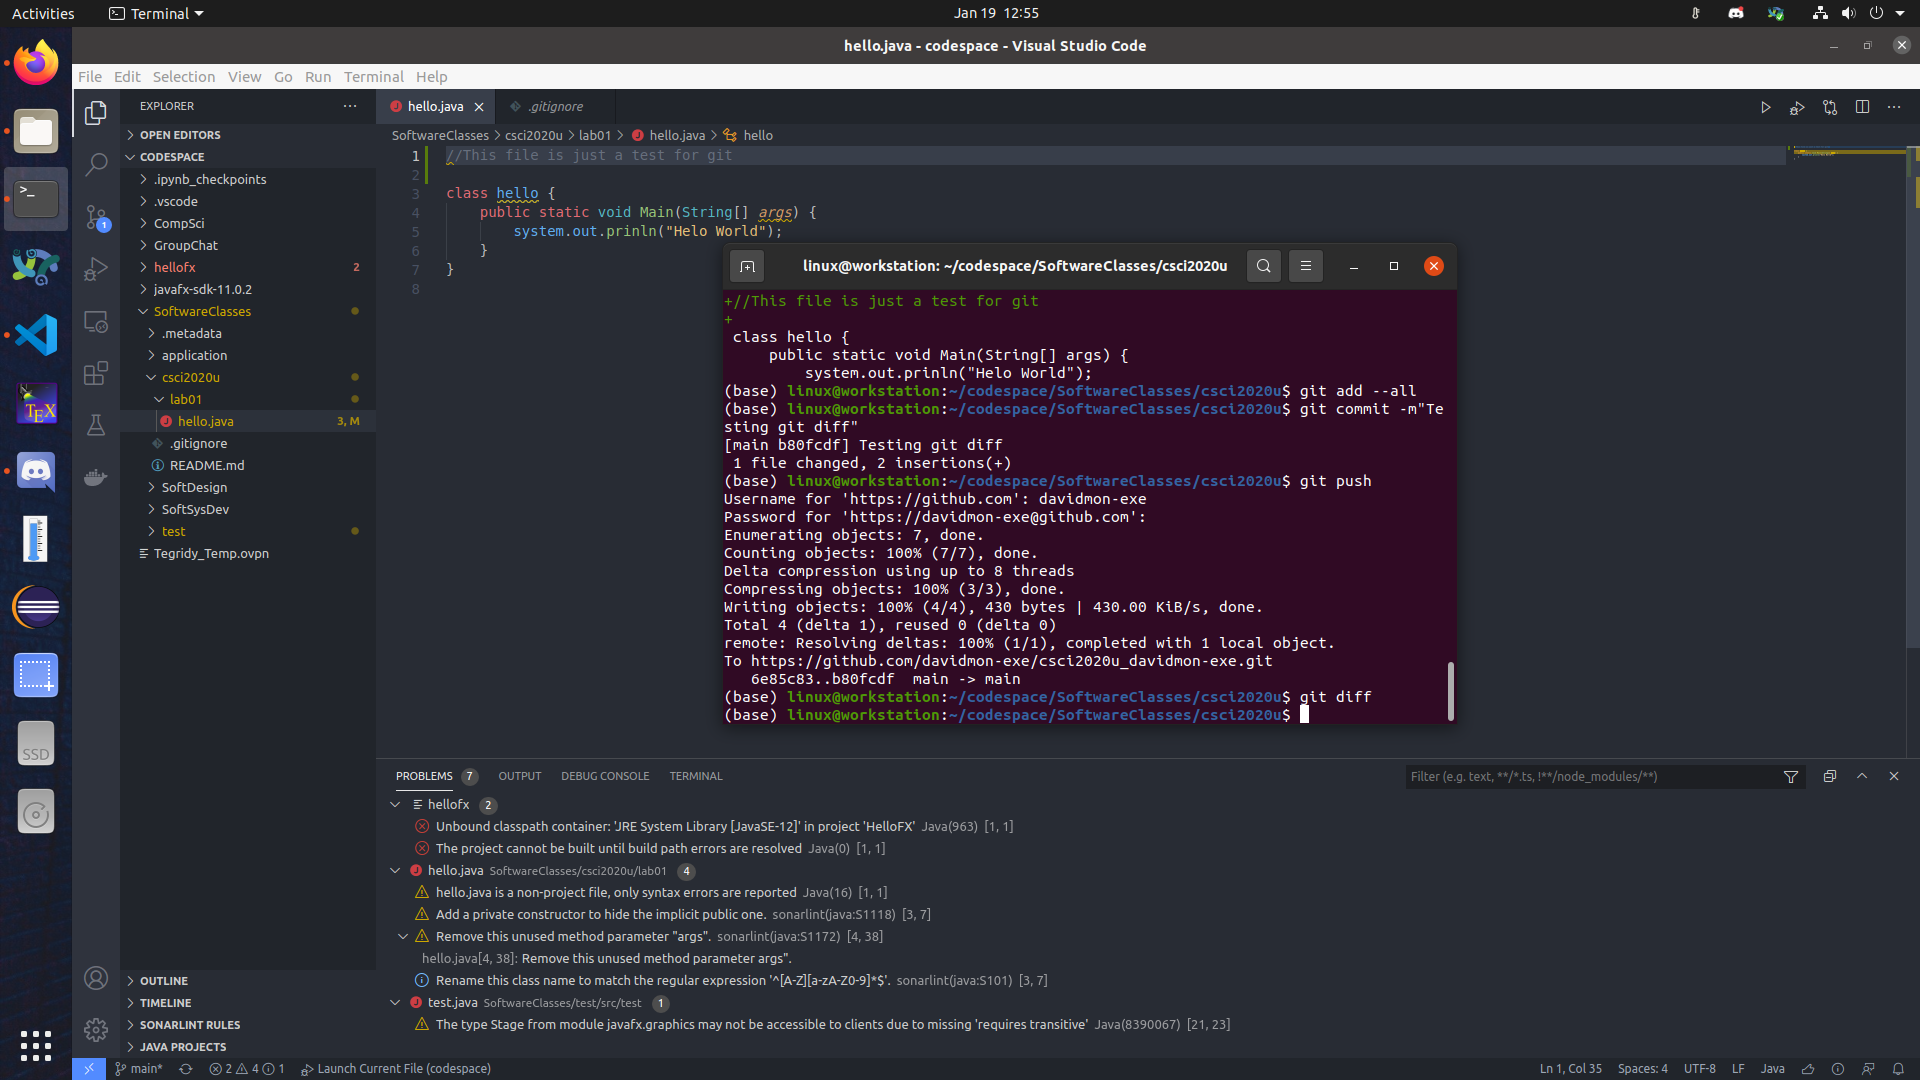 Activities
Terminal
Jan 19 12:55
hello.java - codespace - Visual Studio Code
File Edit Selection View Go Run Terminal Help
EXPLORER
OPEN EDITORS
CODESPACE
.ipynb_checkpoints
.vscode
CompSci
GroupChat
hellofx 2
javafx-sdk-11.0.2
SoftwareClasses
.metadata
application
csci2020u
lab01
hello.java 3, M
.gitignore
README.md
SoftDesign
SoftSysDev
test
Tegridy_Temp.ovpn
OUTLINE
TIMELINE
SONARLINT RULES
JAVA PROJECTS
1
TEX
SSD
hello.java
.gitignore
SoftwareClasses > csci2020u > lab01 > hello.java > hello
1 //This file is just a test for git
2
3 class hello {
4 public static void Main(String[] args) {
5 system.out.prinln("Helo World");
6 }
7 }
8
linux@workstation: ~/codespace/SoftwareClasses/csci2020u
+//This file is just a test for git
+
class hello {
public static void Main(String[] args) {
system.out.prinln("Helo World");
(base) linux@workstation:~/codespace/SoftwareClasses/csci2020u$ git add --all
(base) linux@workstation:~/codespace/SoftwareClasses/csci2020u$ git commit -m"Te
sting git diff"
[main b80fcdf] Testing git diff
1 file changed, 2 insertions(+)
(base) linux@workstation:~/codespace/SoftwareClasses/csci2020u$ git push
Username for 'https://github.com': davidmon-exe
Password for 'https://davidmon-exe@github.com':
Enumerating objects: 7, done.
Counting objects: 100% (7/7), done.
Delta compression using up to 8 threads
Compressing objects: 100% (3/3), done.
Writing objects: 100% (4/4), 430 bytes | 430.00 KiB/s, done.
Total 4 (delta 1), reused 0 (delta 0)
remote: Resolving deltas: 100% (1/1), completed with 1 local object.
To https://github.com/davidmon-exe/csci2020u_davidmon-exe.git
6e85c83..b80fcdf main -> main
(base) linux@workstation:~/codespace/SoftwareClasses/csci2020u$ git diff
(base) linux@workstation:~/codespace/SoftwareClasses/csci2020u$
PROBLEMS 7 OUTPUT DEBUG CONSOLE TERMINAL
Filter (e.g. text, **/*.ts, !**/node_modules/**)
hellofx 2
Unbound classpath container: 'JRE System Library [JavaSE-12]' in project 'HelloFX' Java(963) [1, 1]
The project cannot be built until build path errors are resolved Java(0) [1, 1]
hello.java SoftwareClasses/csci2020u/lab01 4
hello.java is a non-project file, only syntax errors are reported Java(16) [1, 1]
Add a private constructor to hide the implicit public one. sonarlint(java:S1118) [3, 7]
Remove this unused method parameter "args". sonarlint(java:S1172) [4, 38]
hello.java[4, 38]: Remove this unused method parameter args".
Rename this class name to match the regular expression '^[A-Z][a-zA-Z0-9]*$'. sonarlint(java:S101) [3, 7]
test.java SoftwareClasses/test/src/test 1
The type Stage from module javafx.graphics may not be accessible to clients due to missing 'requires transitive' Java(8390067) [21, 23]
main* 2 4 1 Launch Current File (codespace)
Ln 1, Col 35 Spaces: 4 UTF-8 LF Java